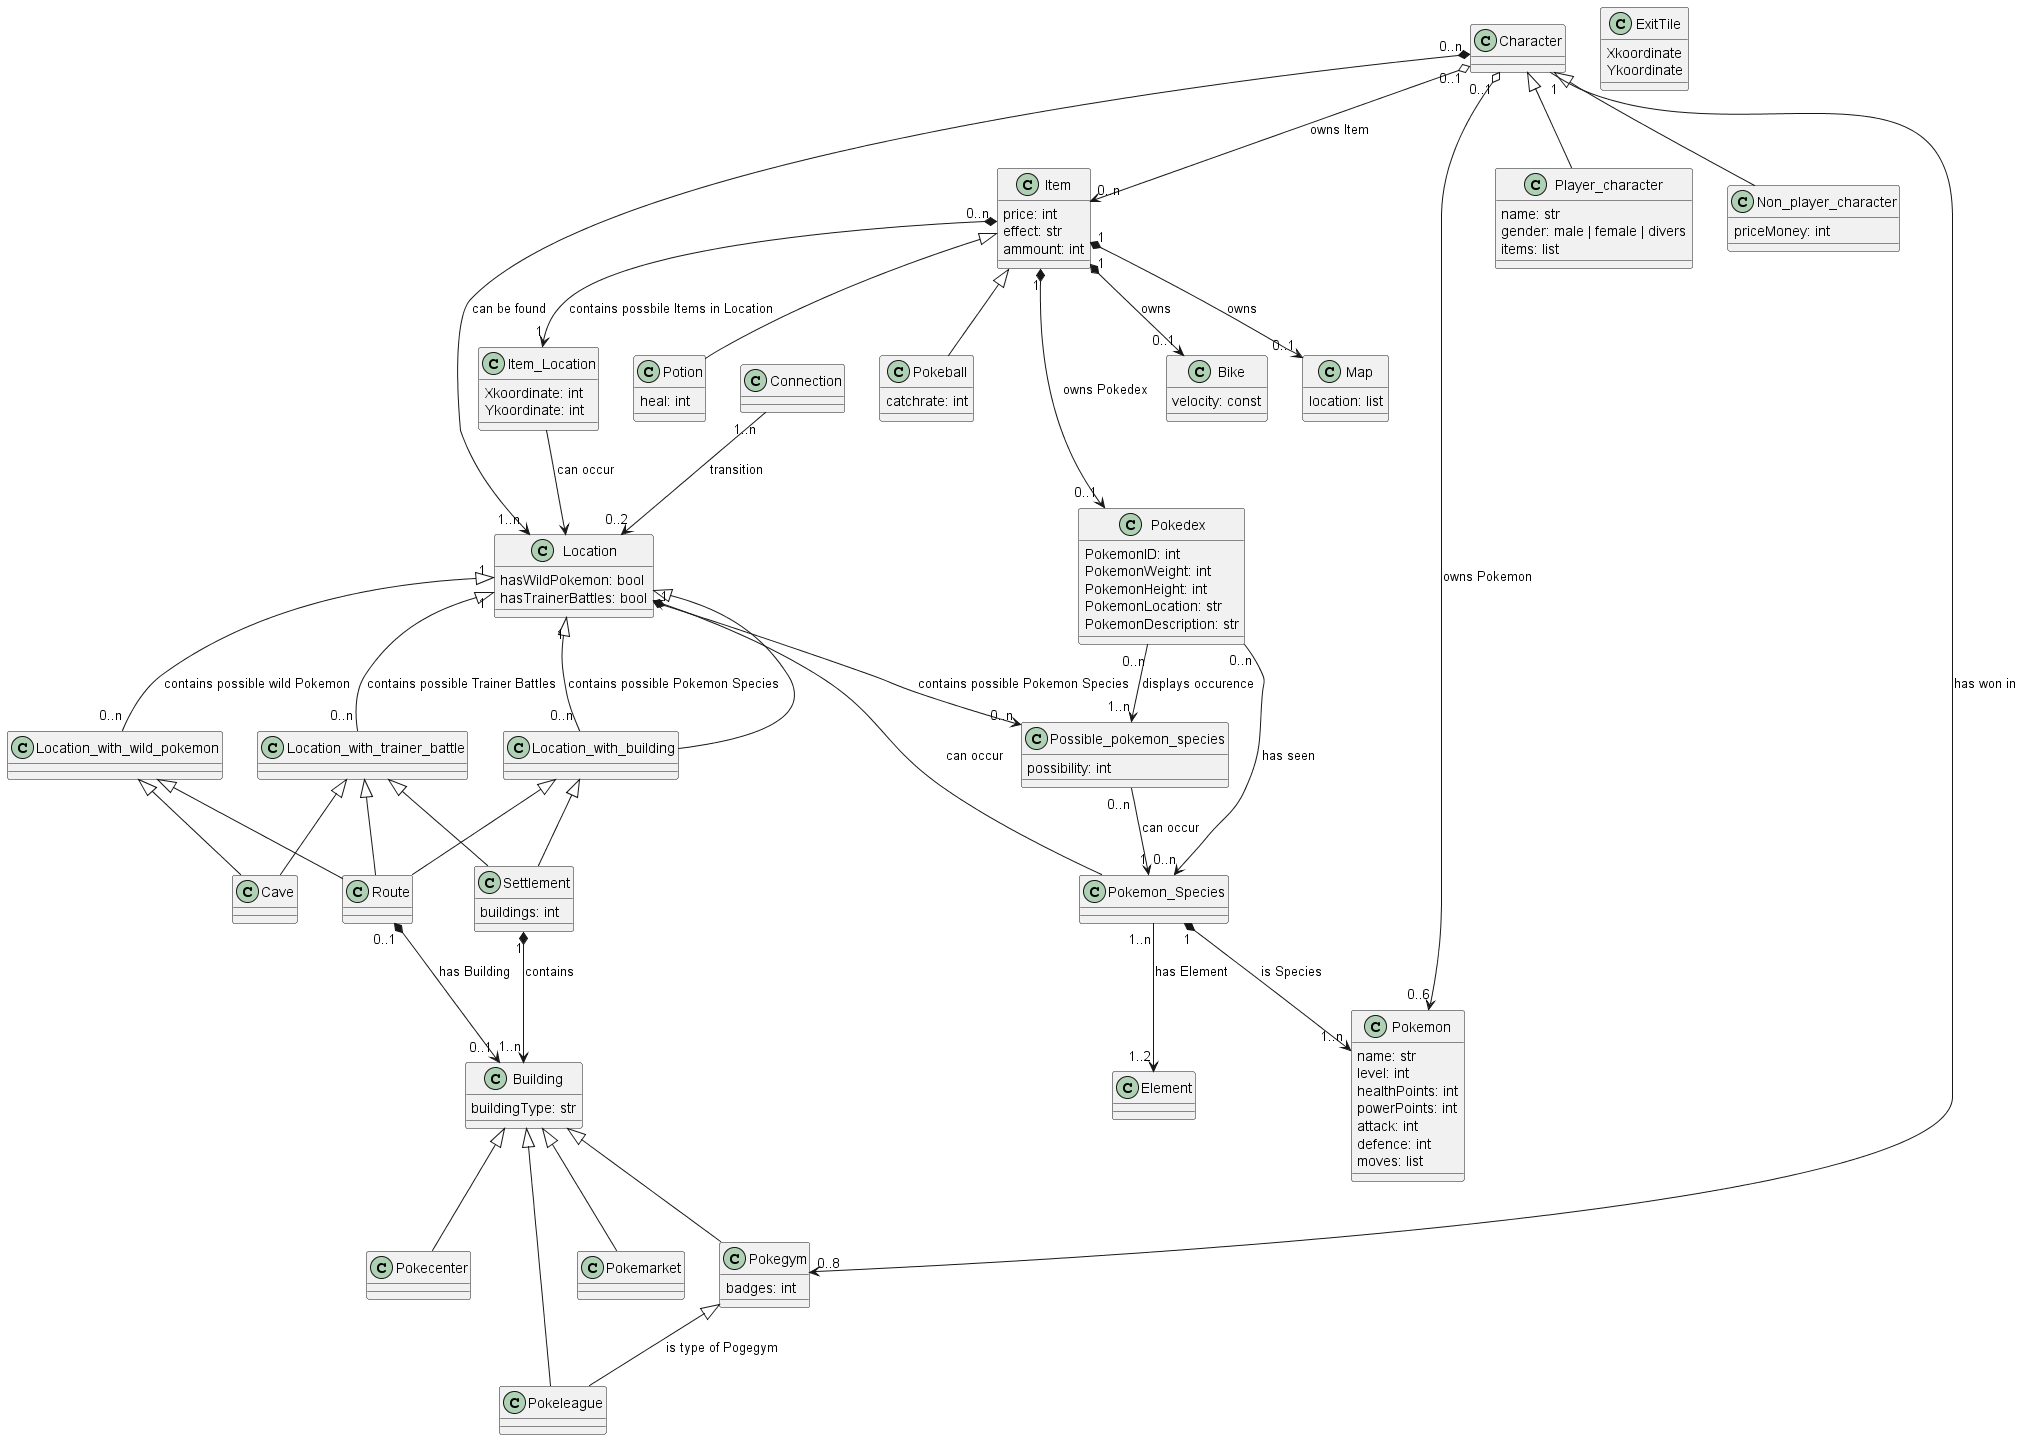 C Character
C ExitTile
Xkoordinate
Ykoordinate
0..n
0..1
0..1
1
owns Item
C Item
price: int
effect: str
ammount: int
0..n
0..n
1
1
1
C Player_character
name: str
gender: male | female | divers
items: list
C Non_player_character
priceMoney: int
can be found
contains possbile Items in Location
owns
owns
1
0..1
0..1
C Item_Location
Xkoordinate: int
Ykoordinate: int
C Potion
heal: int
C Connection
C Pokeball
catchrate: int
C Bike
velocity: const
C Map
location: list
owns Pokedex
1..n
can occur
transition
1..n
0..2
0..1
C Location
hasWildPokemon: bool
hasTrainerBattles: bool
1
1
1
1
C Pokedex
PokemonID: int
PokemonWeight: int
PokemonHeight: int
PokemonLocation: str
PokemonDescription: str
0..n
0..n
owns Pokemon
contains possible wild Pokemon
contains possible Trainer Battles
contains possible Pokemon Species
contains possible Pokemon Species
displays occurence
has won in
0..n
0..n
0..n
0..n
1..n
C Location_with_wild_pokemon
C Location_with_trainer_battle
C Location_with_building
C Possible_pokemon_species
possibility: int
can occur
has seen
0..n
can occur
1
0..n
C Cave
C Route
C Settlement
buildings: int
C Pokemon_Species
0..1
1
1..n
1
has Building
contains
has Element
is Species
0..6
0..1
1..n
1..2
1..n
C Building
buildingType: str
C Element
C Pokemon
name: str
level: int
healthPoints: int
powerPoints: int
attack: int
defence: int
moves: list
C Pokecenter
C Pokemarket
C Pokegym
badges: int
0..8
is type of Pogegym
C Pokeleague